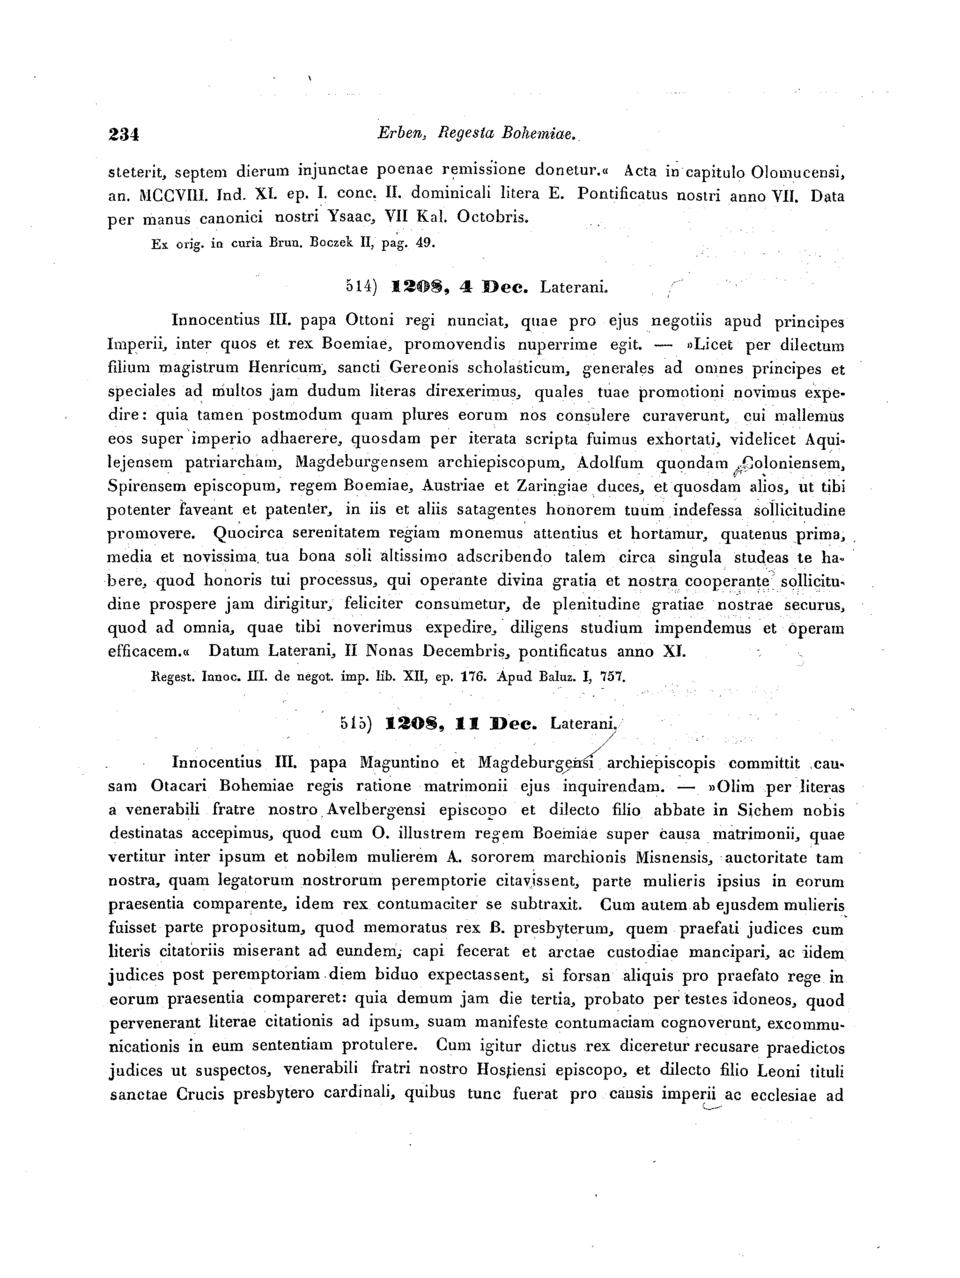 234 Erben, Regesta Bohemiae.
steterit, septem dierum injunctae poenae remissione donetur.« Acta in capitulo Olomucensi,
an. MCCVIII. Ind. XI. ep. I. conc. II. dominicali litera E. Pontificatus nostri anno VII. Data
per manus canonici nostri Ysaac, VII Kal. Octobris.
Ex orig. in curia Brun. Boczek II, pag. 49.
514) 1208, 4 Dec. Laterani.
Innocentius III. papa Ottoni regi nunciat, quae pro ejus negotiis apud principes
Imperii, inter quos et rex Boemiae, promovendis nuperrime egit. — »Licet per dilectum
filium magistrum Henricum, sancti Gereonis scholasticum, generales ad omnes principes et
speciales ad multos jam dudum literas direxerimus, quales tuae promotioni novimus expe-
dire: quia tamen postmodum quam plures eorum nos consulere curaverunt, cui mallemus
eos super imperio adhaerere, quosdam per iterata scripta fuimus exhortati, videlicet Aqui-
lejensem patriarcham, Magdeburgensem archiepiscopum, Adolfum quondam Coloniensem,
Spirensem episcopum, regem Boemiae, Austriae et Zaringiae duces, et quosdam alios, ut tibi
potenter faveant et patenter, in iis et aliis satagentes honorem tuum indefessa sollicitudine
promovere. Quocirca serenitatem regiam monemus attentius et hortamur, quatenus prima,
media et novissima tua bona soli altissimo adscribendo talem circa singula studeas te ha-
bere, quod honoris tui processus, qui operante divina gratia et nostra cooperante sollicitu-
dine prospere jam dirigitur, feliciter consumetur, de plenitudine gratiae nostrae securus,
quod ad omnia, quae tibi noverimus expedire, diligens studium impendemus et operam
efficacem.« Datum Laterani, II Nonas Decembris, pontificatus anno XI.
Regest. Innoc. III. de negot. imp. lib. XII, ep. 176. Apud Baluz. I, 757.
515) 1208, 11 Dec. Laterani.
Innocentius III. papa Maguntino et Magdeburgensi archiepiscopis committit cau-
sam Otacari Bohemiae regis ratione matrimonii ejus inquirendam. — »Olim per literas
a venerabili fratre nostro Avelbergensi episcopo et dilecto filio abbate in Sichem nobis
destinatas accepimus, quod cum O. illustrem regem Boemiae super causa matrimonii, quae
vertitur inter ipsum et nobilem mulierem A. sororem marchionis Misnensis, auctoritate tam
nostra, quam legatorum nostrorum peremptorie citavissent, parte mulieris ipsius in eorum
praesentia comparente, idem rex contumaciter se subtraxit. Cum autem ab ejusdem mulieris
fuisset parte propositum, quod memoratus rex B. presbyterum, quem praefati judices cum
literis citatoriis miserant ad eundem, capi fecerat et arctae custodiae mancipari, ac iidem
judices post peremptoriam diem biduo expectassent, si forsan aliquis pro praefato rege in
eorum praesentia compareret: quia demum jam die tertia, probato per testes idoneos, quod
pervenerant literae citationis ad ipsum, suam manifeste contumaciam cognoverunt, excommu-
nicationis in eum sententiam protulere. Cum igitur dictus rex diceretur recusare praedictos
judices ut suspectos, venerabili fratri nostro Hostiensi episcopo, et dilecto filio Leoni tituli
sanctae Crucis presbytero cardinali, quibus tunc fuerat pro causis imperii ac ecclesiae ad